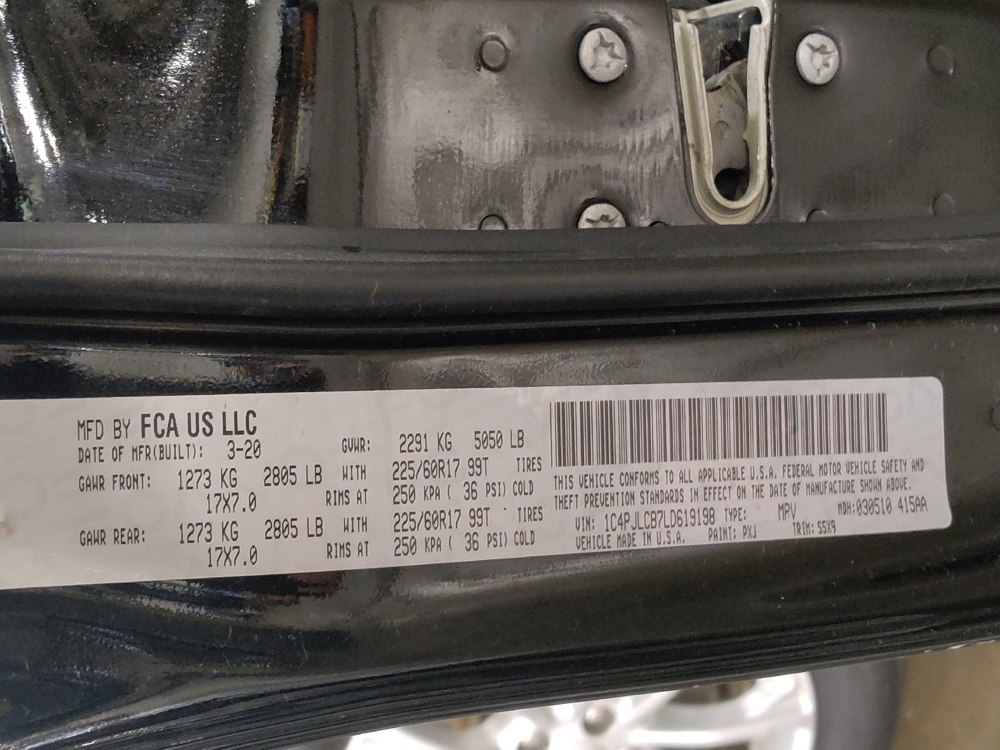 MFD BY FCA US LLC
DATE OF MFR(BUILT): 3-20 GVWR: 2291 KG 5050 LB
GAWR FRONT: 1273 KG 2805 LB WITH 225/60R17 99T TIRES
17X7.0 RIMS AT 250 KPA ( 36 PSI) COLD
GAWR REAR: 1273 KG 2805 LB WITH 225/60R17 99T TIRES
17X7.0 RIMS AT 250 KPA ( 36 PSI) COLD
THIS VEHICLE CONFORMS TO ALL APPLICABLE U.S.A. FEDERAL MOTOR VEHICLE SAFETY AND
THEFT PREVENTION STANDARDS IN EFFECT ON THE DATE OF MANUFACTURE SHOWN ABOVE.
VIN: 1C4PJLCB7LD619198 TYPE: MPV MDH:030510 415AA
VEHICLE MADE IN U.S.A. PAINT: PXJ TRIM: S5X9